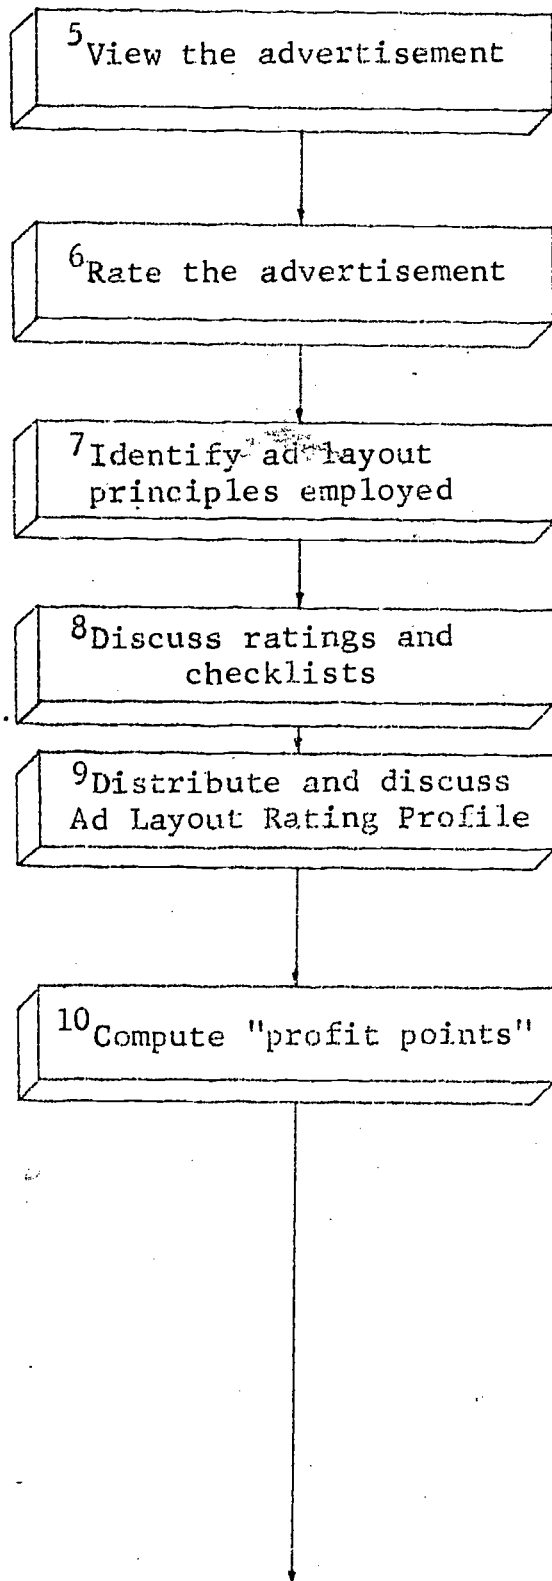 5View the advertisement
6Rate the advertisement
7Identify ad layout
principles employed
8Discuss ratings and
checklists
9Distribute and discuss
Ad Layout Rating Profile
10Compute "profit points"